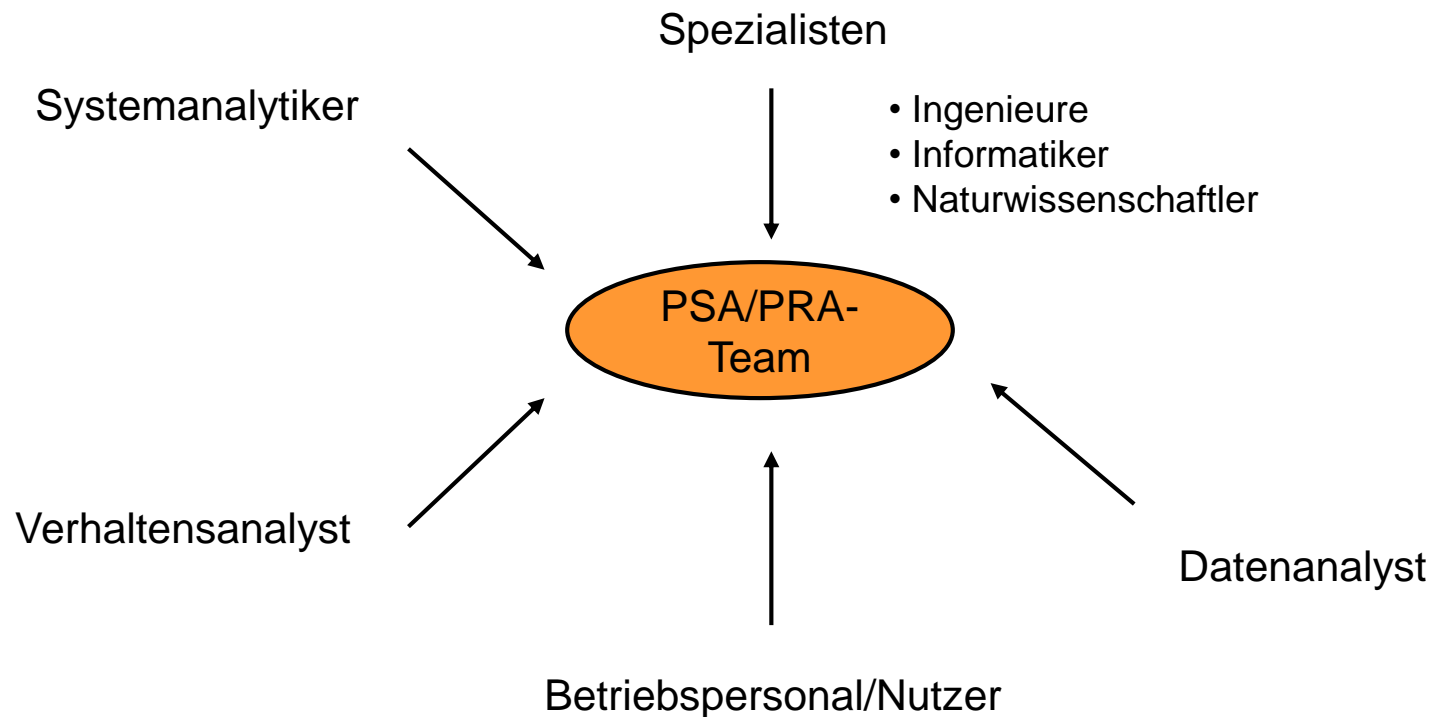 Spezialisten
Systemanalytiker
• Ingenieure
• Informatiker
• Naturwissenschaftler
PSA/PRA-
Team
Verhaltensanalyst
Datenanalyst
Betriebspersonal/Nutzer